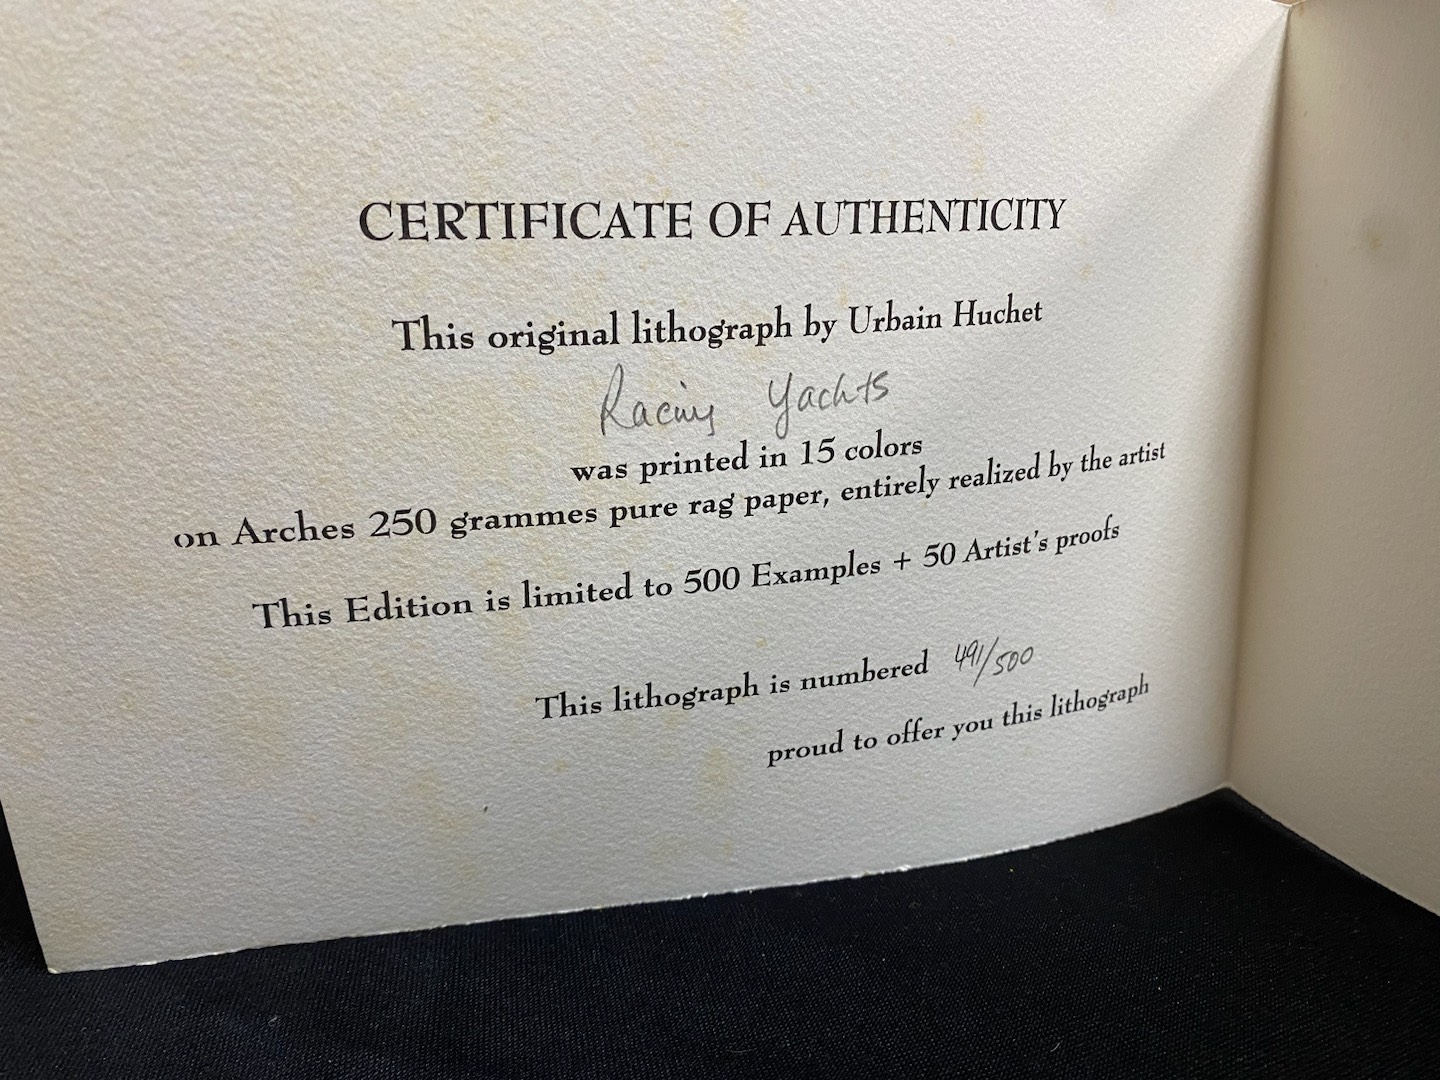 CERTIFICATE OF AUTHENTICITY
This original lithograph by Urbain Huchet
Racing Yachts
was printed in 15 colors
on Arches 250 grammes pure rag paper, entirely realized by the artist
This Edition is limited to 500 Examples + 50 Artist's proofs
This lithograph is numbered 491/500
proud to offer you this lithograph